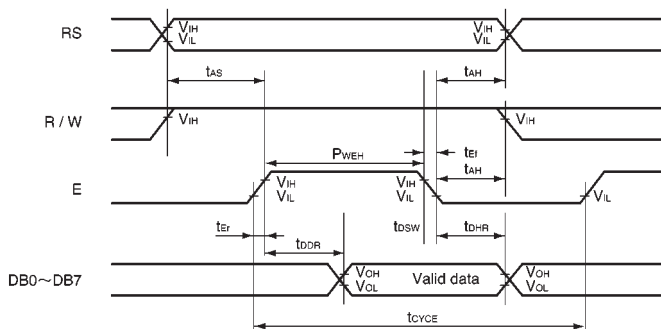 RS
VIH
VIL
VIH
VIL
tAS
tAH
R / W
VIH
VIH
PWEH
tEf
tAH
E
VIH
VIL
VIH
VIL
VIL
tEr
tDDR
tDSW
tDHR
DB0~DB7
VOH
VOL
Valid data
VOH
VOL
tCYCE